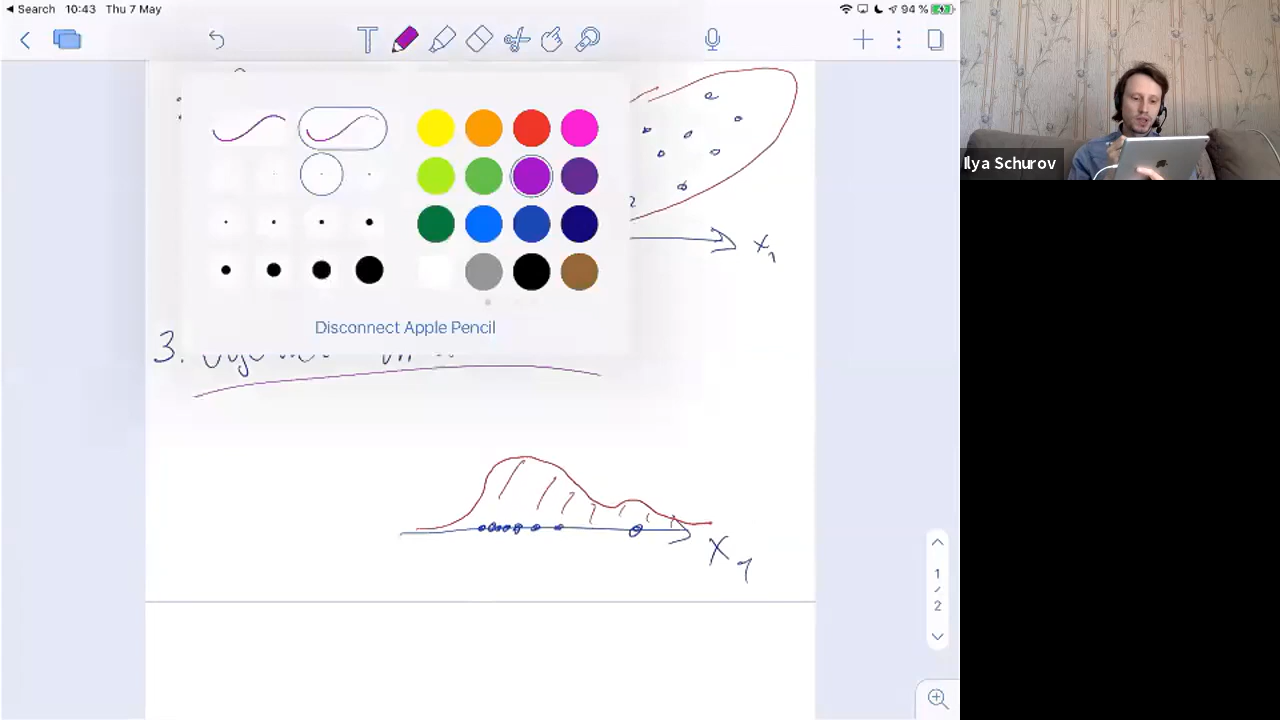 Search 10:43 Thu 7 May 94 %
T
Ilya Schurov
2
x₁
Disconnect Apple Pencil
3.
x₁
1
2